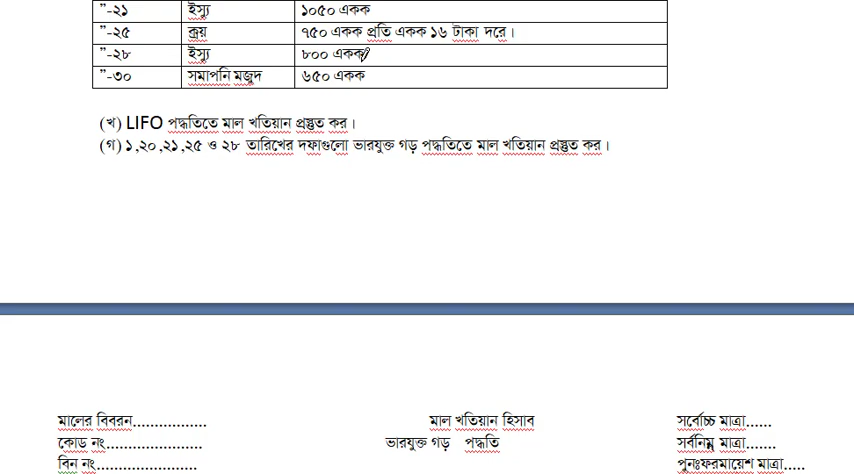 ”-২১ ইস্যু ১০৫০ একক
”-২৫ ক্রয় ৭৫০ একক প্রতি একক ১৬ টাকা দরে।
”-২৮ ইস্যু ৮০০ একক
”-৩০ সমাপনি মজুদ ৬৫০ একক
(খ) LIFO পদ্ধতিতে মাল খতিয়ান প্রস্তুত কর।
(গ) ১,২০,২১,২৫ ও ২৮ তারিখের দফাগুলো ভারযুক্ত গড় পদ্ধতিতে মাল খতিয়ান প্রস্তুত কর।
মালের বিবরন................. মাল খতিয়ান হিসাব সর্বোচ্চ মাত্রা......
কোড নং...................... ভারযুক্ত গড় পদ্ধতি সর্বনিম্ন মাত্রা.......
বিন নং....................... পুনঃফরমায়েশ মাত্রা.....